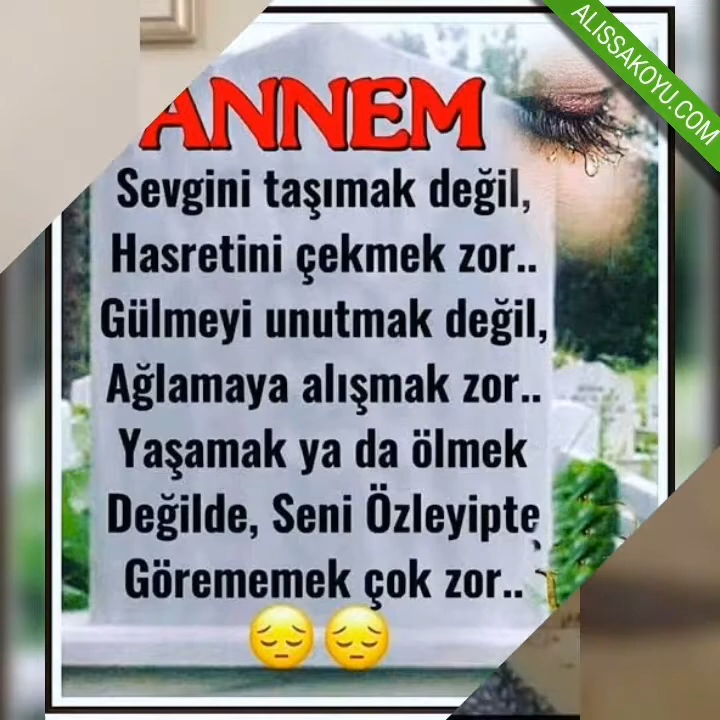 ALISSAKOYU.COM
ANNEM
Sevgini taşımak değil,
Hasretini çekmek zor..
Gülmeyi unutmak değil,
Ağlamaya alışmak zor..
Yaşamak ya da ölmek
Değilde, Seni Özleyipte
Görememek çok zor..